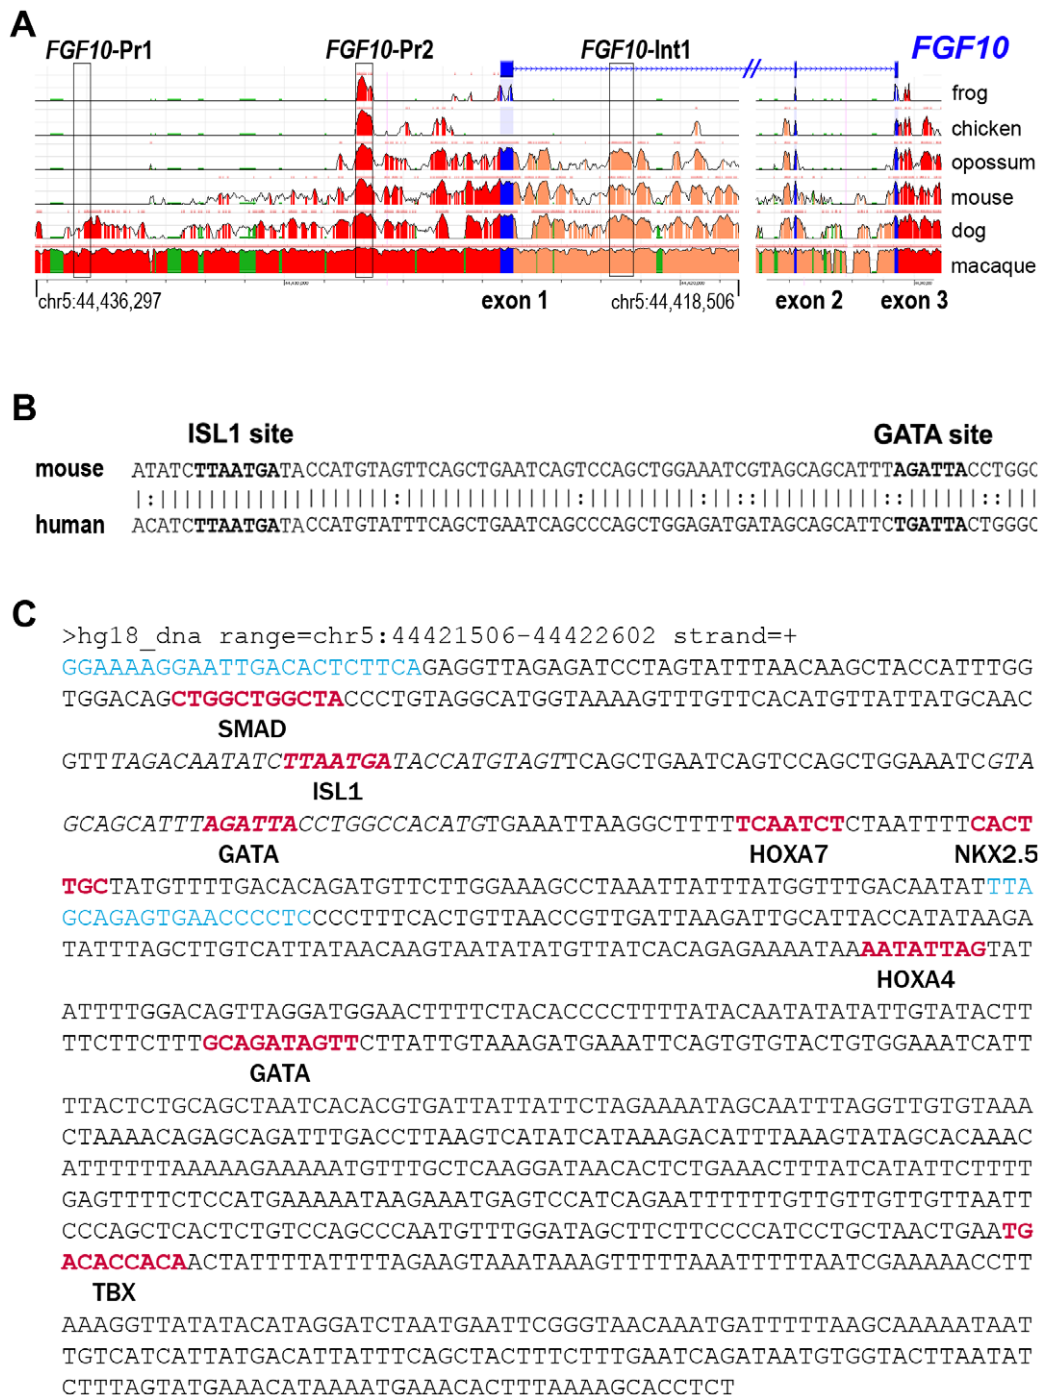 A
FGF10-Pr1 FGF10-Pr2 FGF10-Int1 FGF10
frog
chicken
opossum
mouse
dog
macaque
chr5:44,436,297 exon 1 chr5:44,418,506 exon 2 exon 3
B
ISL1 site GATA site
mouse ATATCTTAATGATACCATGTAGTTCAGCTGAATCAGTCCAGCTGGAAATCGTAGCAGCATTTAGATTACCTGGC
human ACATCTTAATGATACCATGTATTTCAGCTGAATCAGCCCAGCTGGAGATGATAGCAGCATTCTGATTACTGGGC
C
>hg18_dna range=chr5:44421506-44422602 strand=+
GGAAAAGGAATTGACACTCTTCAGAGGTTAGAGATCCTAGTATTTAACAAGCTACCATTTGG
TGGACAGCTGGCTGGCTACCCTGTAGGCATGGTAAAAGTTTGTTCACATGTTATTATGCAAC
SMAD
GTTTAGACAATATCTTAATGATACCATGTAGTTCAGCTGAATCAGTCCAGCTGGAAATCGTA
ISL1
GCAGCATTTAGATTACCTGGCCACATGTGAAATTAAGGCTTTTTCAATCTCTAATTTTCACT
GATA HOXA7 NKX2.5
TGCTATGTTTTGACACAGATGTTCTTGGAAAGCCTAAATTATTTATGGTTTGACAATATTTA
GCAGAGTGAACCCCTCCCCTTTCACTGTTAACCGTTGATTAAGATTGCATTACCATATAAGA
TATTTAGCTTGTCATTATAACAAGTAATATATGTTATCACAGAGAAAATAAAATATTAGTAT
HOXA4
ATTTTGGACAGTTAGGATGGAACTTTTCTACACCCCTTTTATACAATATATATTGTATACTT
TTCTTCTTTGCAGATAGTTCTTATTGTAAAGATGAAATTCAGTGTGTACTGTGGAAATCATT
GATA
TTACTCTGCAGCTAATCACACGTGATTATTATTCTAGAAAATAGCAATTTAGGTTGTGTAAA
CTAAAACAGAGCAGATTTGACCTTAAGTCATATCATAAAGACATTTAAAGTATAGCACAAAC
ATTTTTTAAAAAGAAAAATGTTTGCTCAAGGATAACACTCTGAAACTTTATCATATTCTTTT
GAGTTTTCTCCATGAAAAATAAGAAATGAGTCCATCAGAATTTTTTGTTGTTGTTGTTAATT
CCCAGCTCACTCTGTCCAGCCCAATGTTTGGATAGCTTCTTCCCCATCCTGCTAACTGAATG
ACACCACAAACTATTTTATTTTAGAAGTAAATAAAGTTTTTAAATTTTTAATCGAAAAACCTT
TBX
AAAGGTTATATACATAGGATCTAATGAATTCGGGTAACAAATGATTTTTAAGCAAAAATAAT
TGTCATCATTATGACATTATTTCAGCTACTTTCTTTGAATCAGATAATGTGGTACTTAATAT
CTTTAGTATGAAACATAAAATGAAACACTTTAAAAGCACCTCT